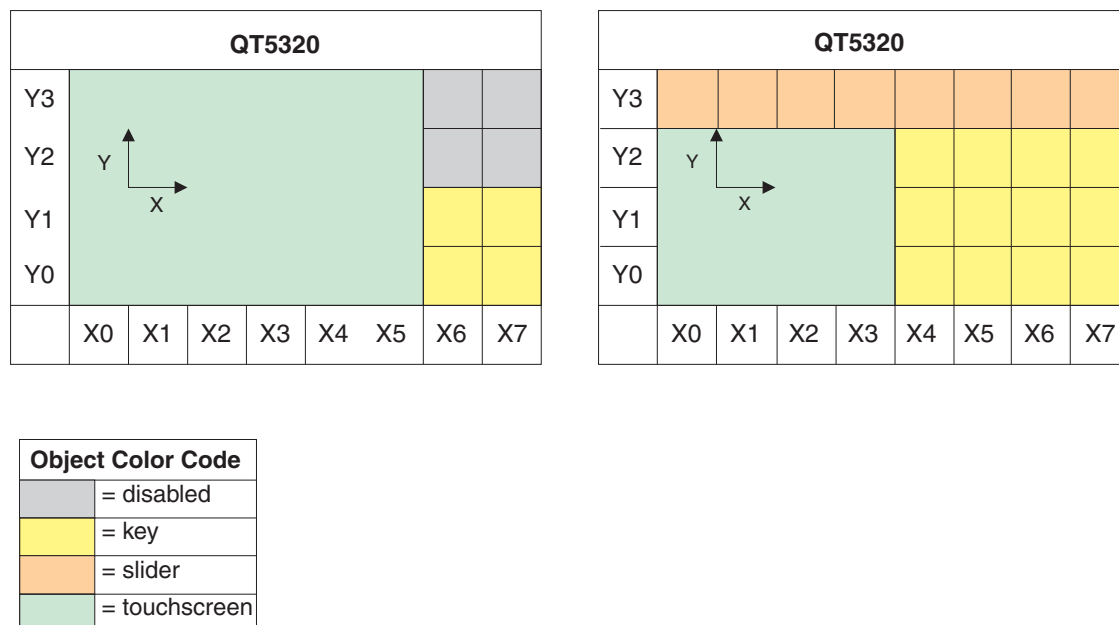 QT5320
Y3
Y2
Y1
Y0
Y
X
X0 X1 X2 X3 X4 X5 X6 X7
QT5320
Y3
Y2
Y1
Y0
Y
X
X0 X1 X2 X3 X4 X5 X6 X7
Object Color Code
= disabled
= key
= slider
= touchscreen